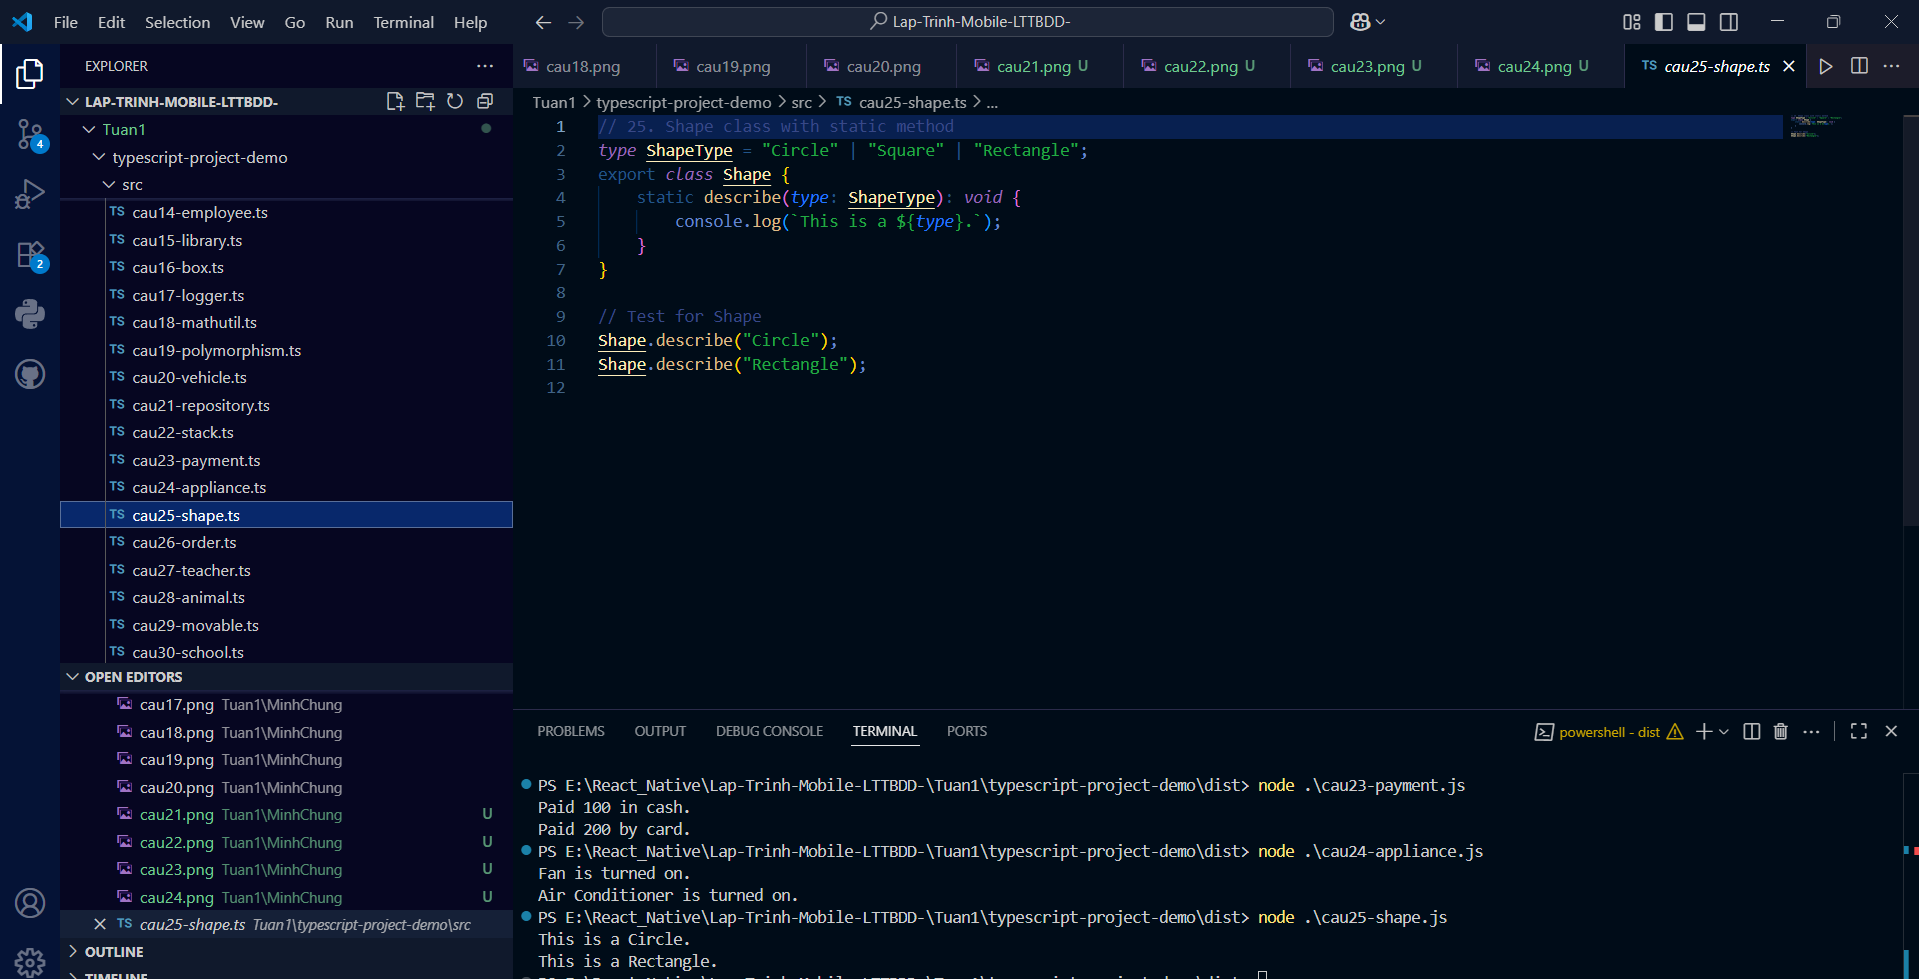 File Edit Selection View Go Run Terminal Help
Lap-Trinh-Mobile-LTTBDD-
EXPLORER
LAP-TRINH-MOBILE-LTTBDD-
Tuan1
typescript-project-demo
src
TS cau14-employee.ts
TS cau15-library.ts
TS cau16-box.ts
TS cau17-logger.ts
TS cau18-mathutil.ts
TS cau19-polymorphism.ts
TS cau20-vehicle.ts
TS cau21-repository.ts
TS cau22-stack.ts
TS cau23-payment.ts
TS cau24-appliance.ts
TS cau25-shape.ts
TS cau26-order.ts
TS cau27-teacher.ts
TS cau28-animal.ts
TS cau29-movable.ts
TS cau30-school.ts
OPEN EDITORS
cau17.png Tuan1\MinhChung
cau18.png Tuan1\MinhChung
cau19.png Tuan1\MinhChung
cau20.png Tuan1\MinhChung
cau21.png Tuan1\MinhChung U
cau22.png Tuan1\MinhChung U
cau23.png Tuan1\MinhChung U
cau24.png Tuan1\MinhChung U
TS cau25-shape.ts Tuan1\typescript-project-demo\src
OUTLINE
TIMELINE
4
2
cau18.png cau19.png cau20.png cau21.png U cau22.png U cau23.png U cau24.png U TS cau25-shape.ts
Tuan1 > typescript-project-demo > src > TS cau25-shape.ts > ...
1 // 25. Shape class with static method
2 type ShapeType = "Circle" | "Square" | "Rectangle";
3 export class Shape {
4 static describe(type: ShapeType): void {
5 console.log(`This is a ${type}.`);
6 }
7 }
8
9 // Test for Shape
10 Shape.describe("Circle");
11 Shape.describe("Rectangle");
12
PROBLEMS OUTPUT DEBUG CONSOLE TERMINAL PORTS
powershell - dist
PS E:\React_Native\Lap-Trinh-Mobile-LTTBDD-\Tuan1\typescript-project-demo\dist> node .\cau23-payment.js
Paid 100 in cash.
Paid 200 by card.
PS E:\React_Native\Lap-Trinh-Mobile-LTTBDD-\Tuan1\typescript-project-demo\dist> node .\cau24-appliance.js
Fan is turned on.
Air Conditioner is turned on.
PS E:\React_Native\Lap-Trinh-Mobile-LTTBDD-\Tuan1\typescript-project-demo\dist> node .\cau25-shape.js
This is a Circle.
This is a Rectangle.
PS E:\React_Native\Lap-Trinh-Mobile-LTTBDD-\Tuan1\typescript-project-demo\dist>